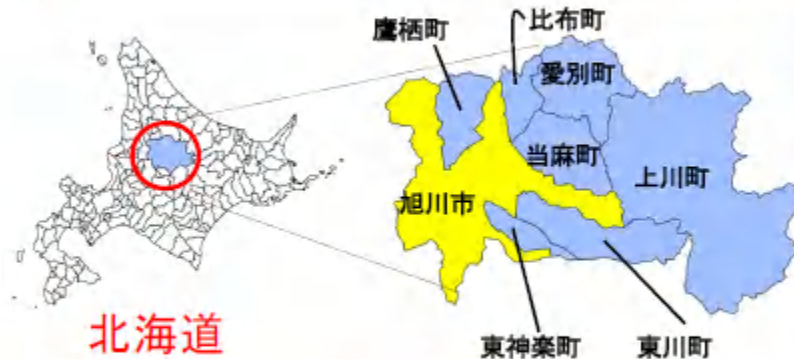 比布町
鷹栖町
愛別町
当麻町
上川町
旭川市
東神楽町
東川町
北海道